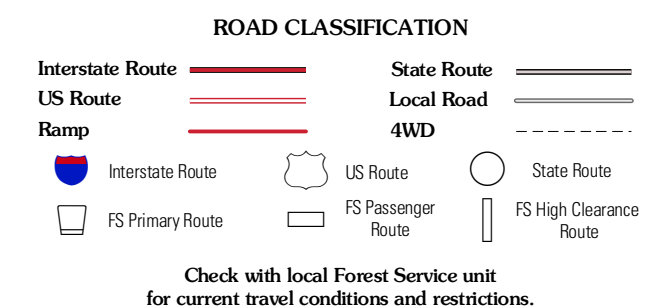 ROAD CLASSIFICATION
Interstate Route
State Route
US Route
Local Road
Ramp
4WD
Interstate Route
US Route
State Route
FS Primary Route
FS Passenger
Route
FS High Clearance
Route
Check with local Forest Service unit
for current travel conditions and restrictions.